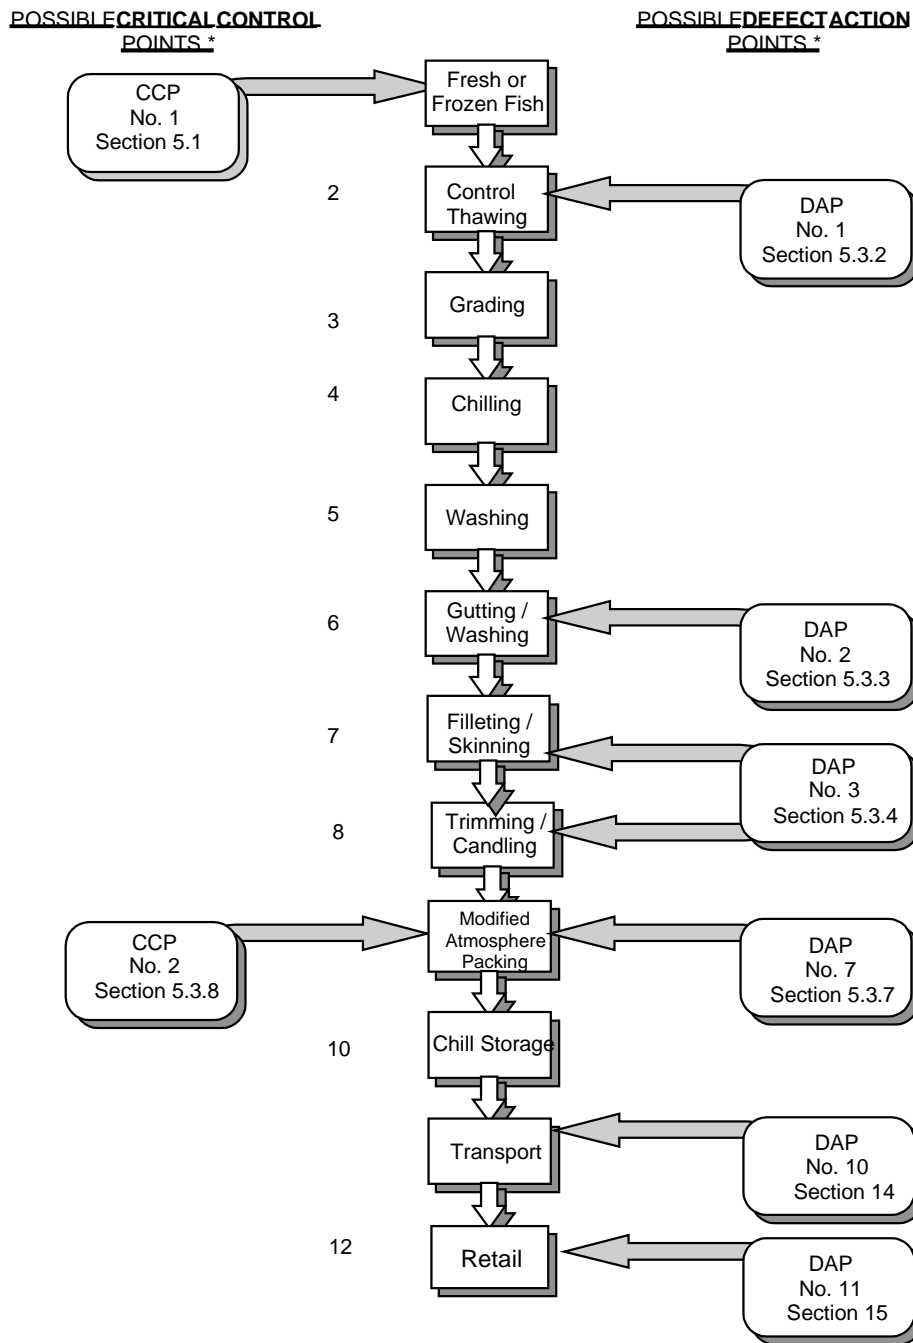 POSSIBLE CRITICAL CONTROL
POINTS *
POSSIBLE DEFECT ACTION
POINTS *
CCP
No. 1
Section 5.1
Fresh or
Frozen Fish
2
Control
Thawing
DAP
No. 1
Section 5.3.2
3
Grading
4
Chilling
5
Washing
6
Gutting /
Washing
DAP
No. 2
Section 5.3.3
7
Filleting /
Skinning
DAP
No. 3
Section 5.3.4
8
Trimming /
Candling
CCP
No. 2
Section 5.3.8
Modified
Atmosphere
Packing
DAP
No. 7
Section 5.3.7
10
Chill Storage
Transport
DAP
No. 10
Section 14
12
Retail
DAP
No. 11
Section 15